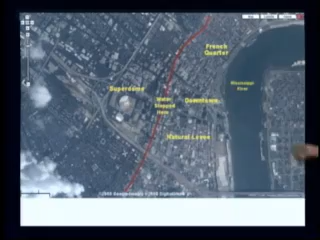 French
Quarter
Mississippi
River
Superdome
Water
Stopped
Here
Downtown
Natural Levee